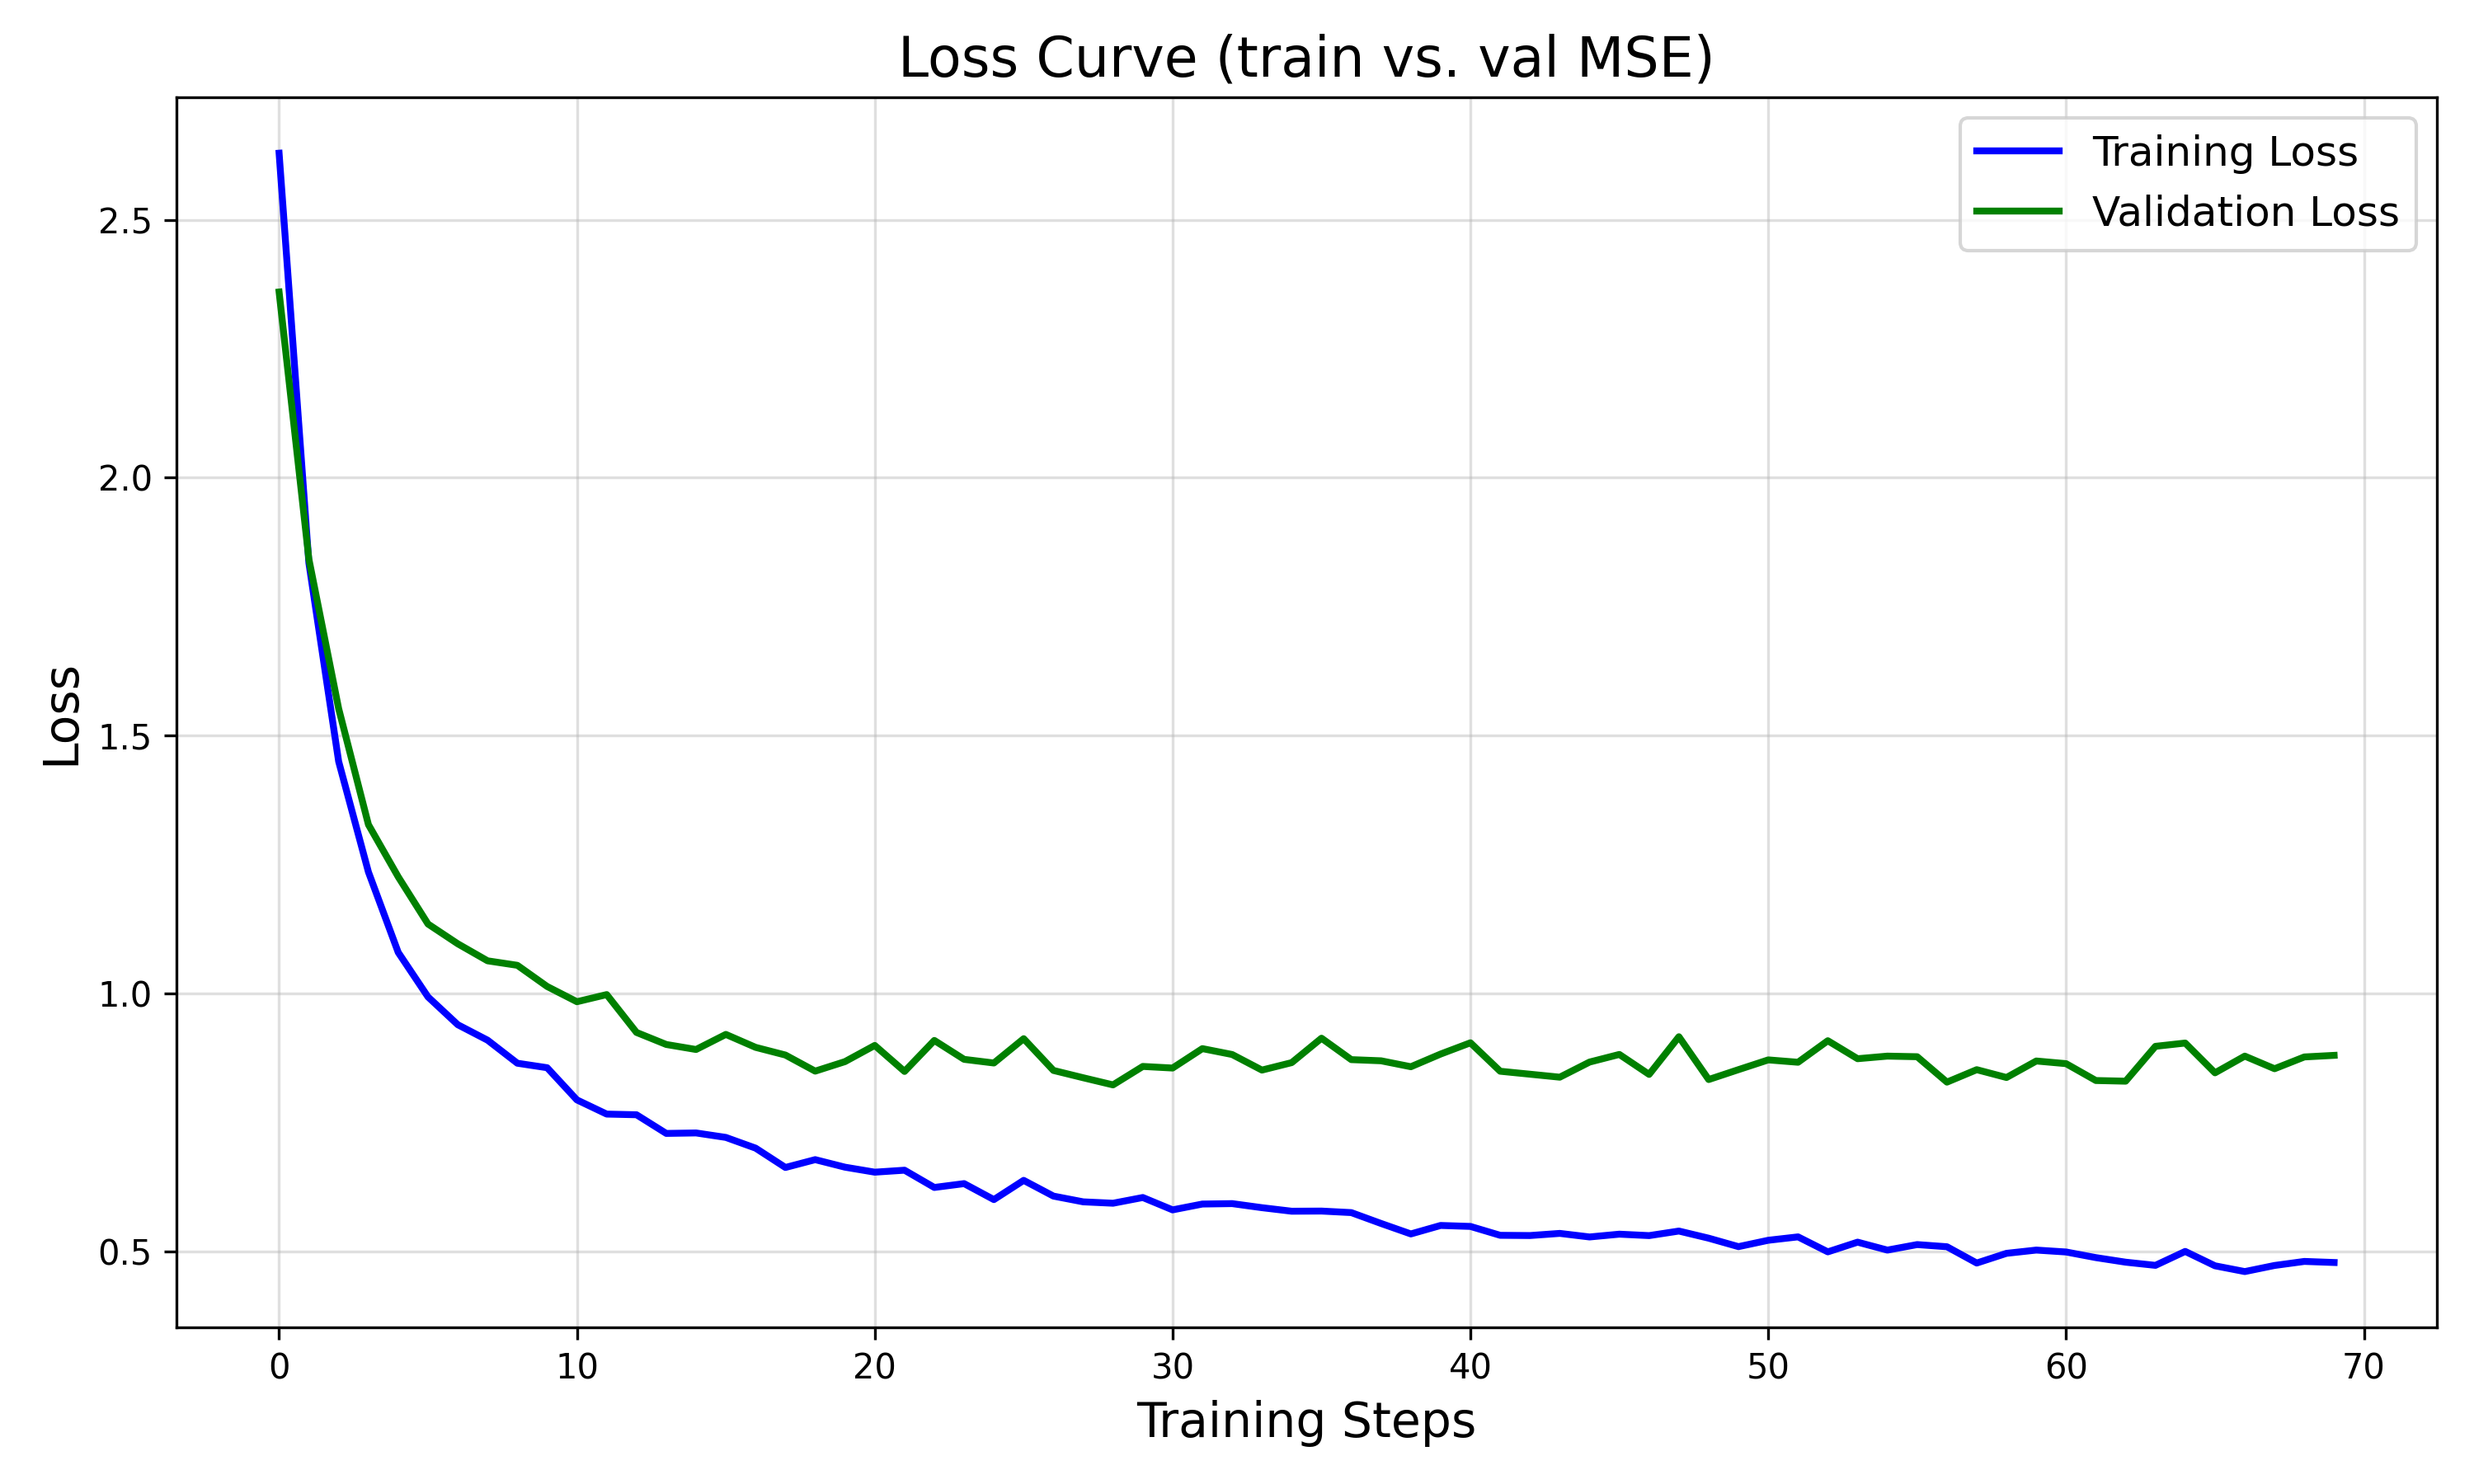 Loss Curve (train vs. val MSE)
Training Loss
Validation Loss
2.5
2.0
1.5
1.0
0.5
Loss
0 10 20 30 40 50 60 70
Training Steps